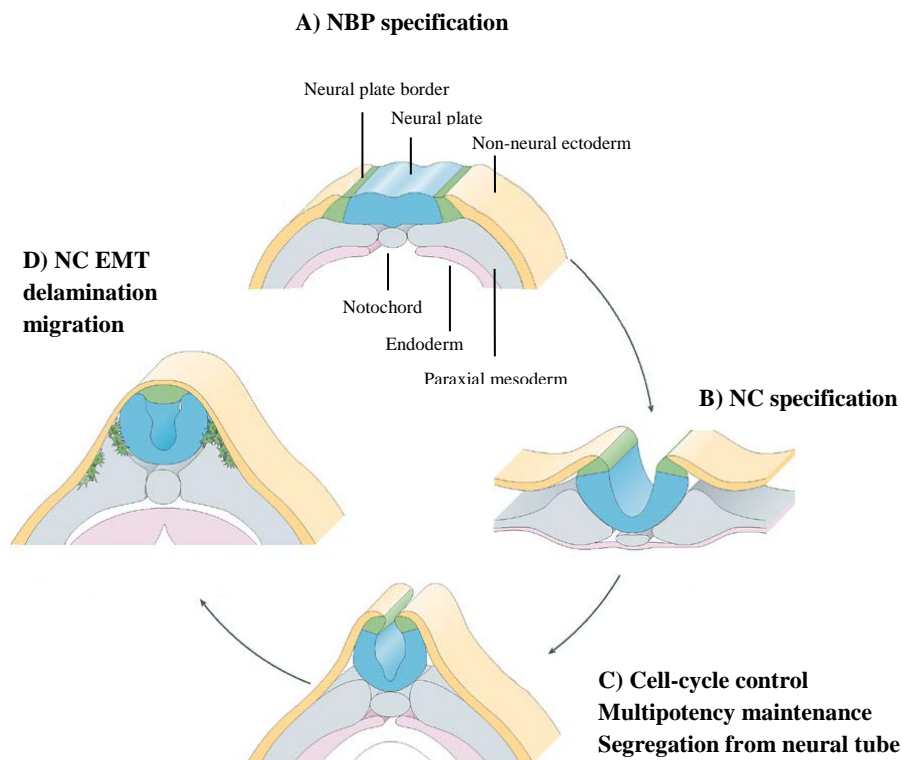 A) NBP specification
Neural plate border
Neural plate
Non-neural ectoderm
Notochord
Endoderm
Paraxial mesoderm
B) NC specification
C) Cell-cycle control
Multipotency maintenance
Segregation from neural tube
D) NC EMT
delamination
migration